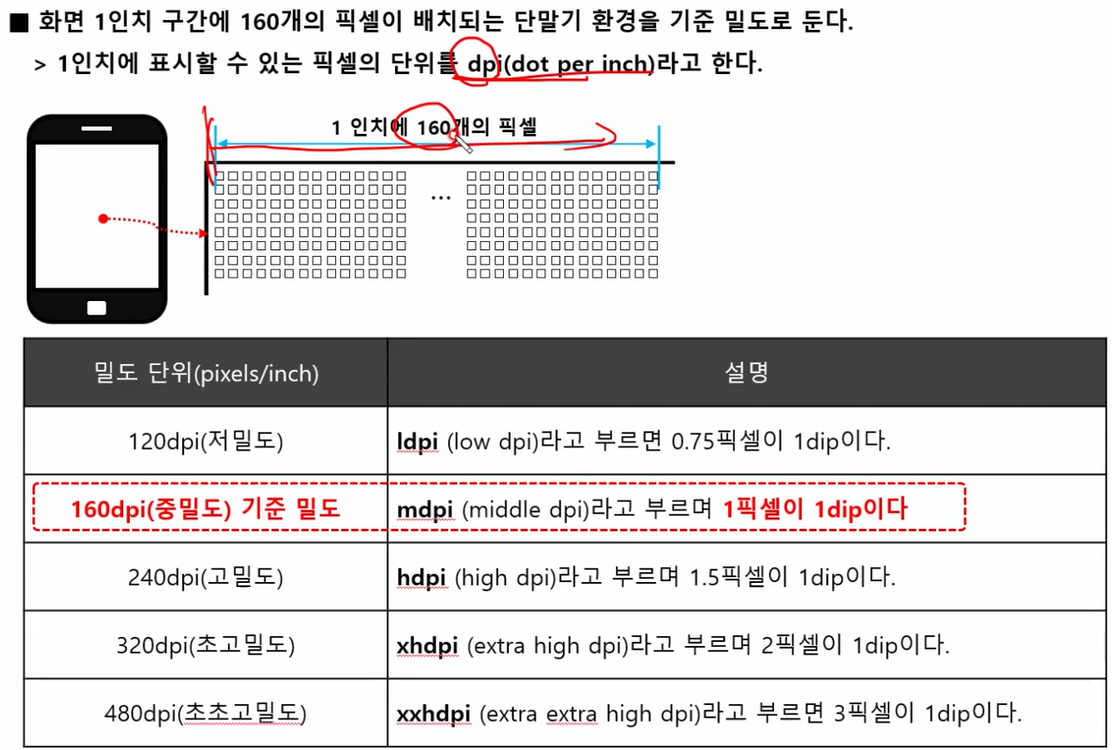 ■ 화면 1인치 구간에 160개의 픽셀이 배치되는 단말기 환경을 기준 밀도로 둔다.
> 1인치에 표시할 수 있는 픽셀의 단위를 dpi(dot per inch)라고 한다.
1 인치에 160개의 픽셀
...
밀도 단위(pixels/inch) 설명
120dpi(저밀도) ldpi (low dpi)라고 부르면 0.75픽셀이 1dip이다.
160dpi(중밀도) 기준 밀도 mdpi (middle dpi)라고 부르며 1픽셀이 1dip이다
240dpi(고밀도) hdpi (high dpi)라고 부르며 1.5픽셀이 1dip이다.
320dpi(초고밀도) xhdpi (extra high dpi)라고 부르며 2픽셀이 1dip이다.
480dpi(초초고밀도) xxhdpi (extra extra high dpi)라고 부르면 3픽셀이 1dip이다.